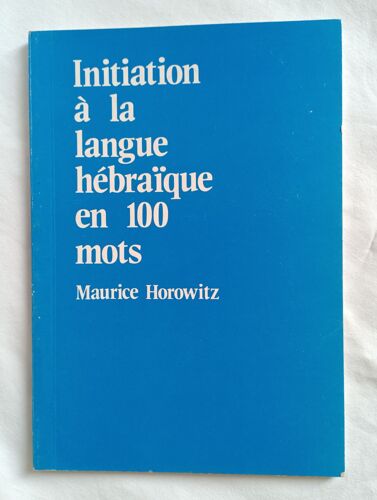 Initiation
à la
langue
hébraïque
en 100
mots
Maurice Horowitz